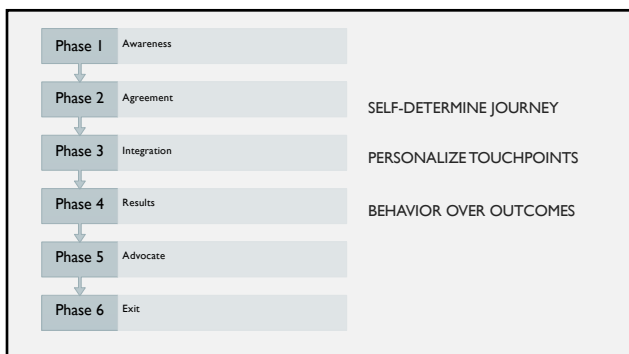 Phase 1 Awareness
Phase 2 Agreement
SELF-DETERMINE JOURNEY
Phase 3 Integration
PERSONALIZE TOUCHPOINTS
Phase 4 Results
BEHAVIOR OVER OUTCOMES
Phase 5 Advocate
Phase 6 Exit